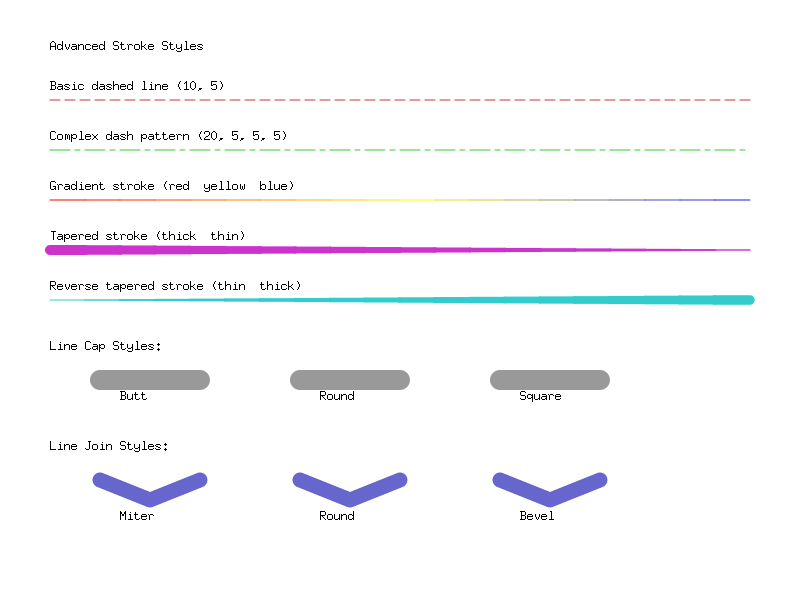 Advanced Stroke Styles
Basic dashed line (10, 5)
Complex dash pattern (20, 5, 5, 5)
Gradient stroke (red  yellow  blue)
Tapered stroke (thick  thin)
Reverse tapered stroke (thin  thick)
Line Cap Styles:
Butt Round Square
Line Join Styles:
Miter Round Bevel